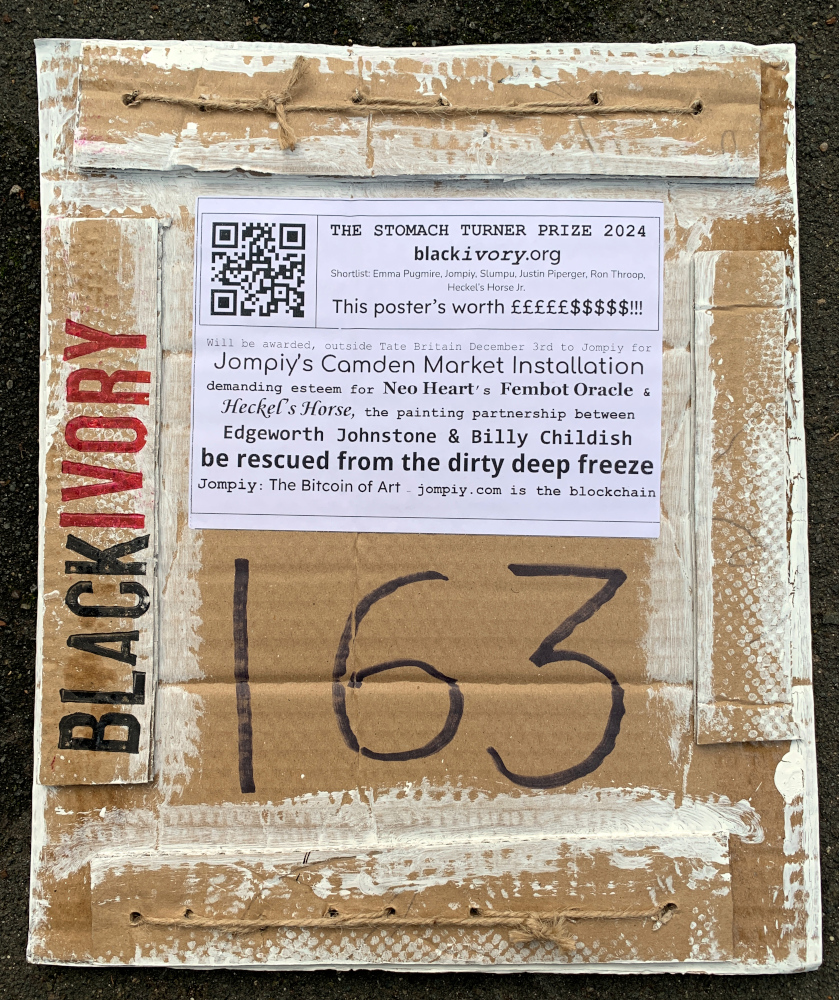 THE STOMACH TURNER PRIZE 2024
blackivory.org
Shortlist: Emma Pugmire, Jompiy, Slumpu, Justin Piperger, Ron Throop,
Heckel's Horse Jr.
This poster's worth £££££$$$$$!!!
Will be awarded, outside Tate Britain December 3rd to Jompiy for
Jompiy's Camden Market Installation
demanding esteem for Neo Heart's Fembot Oracle &
Heckel's Horse, the painting partnership between
Edgeworth Johnstone & Billy Childish
be rescued from the dirty deep freeze
Jompiy: The Bitcoin of Art – jompiy.com is the blockchain
BLACKIVORY
163